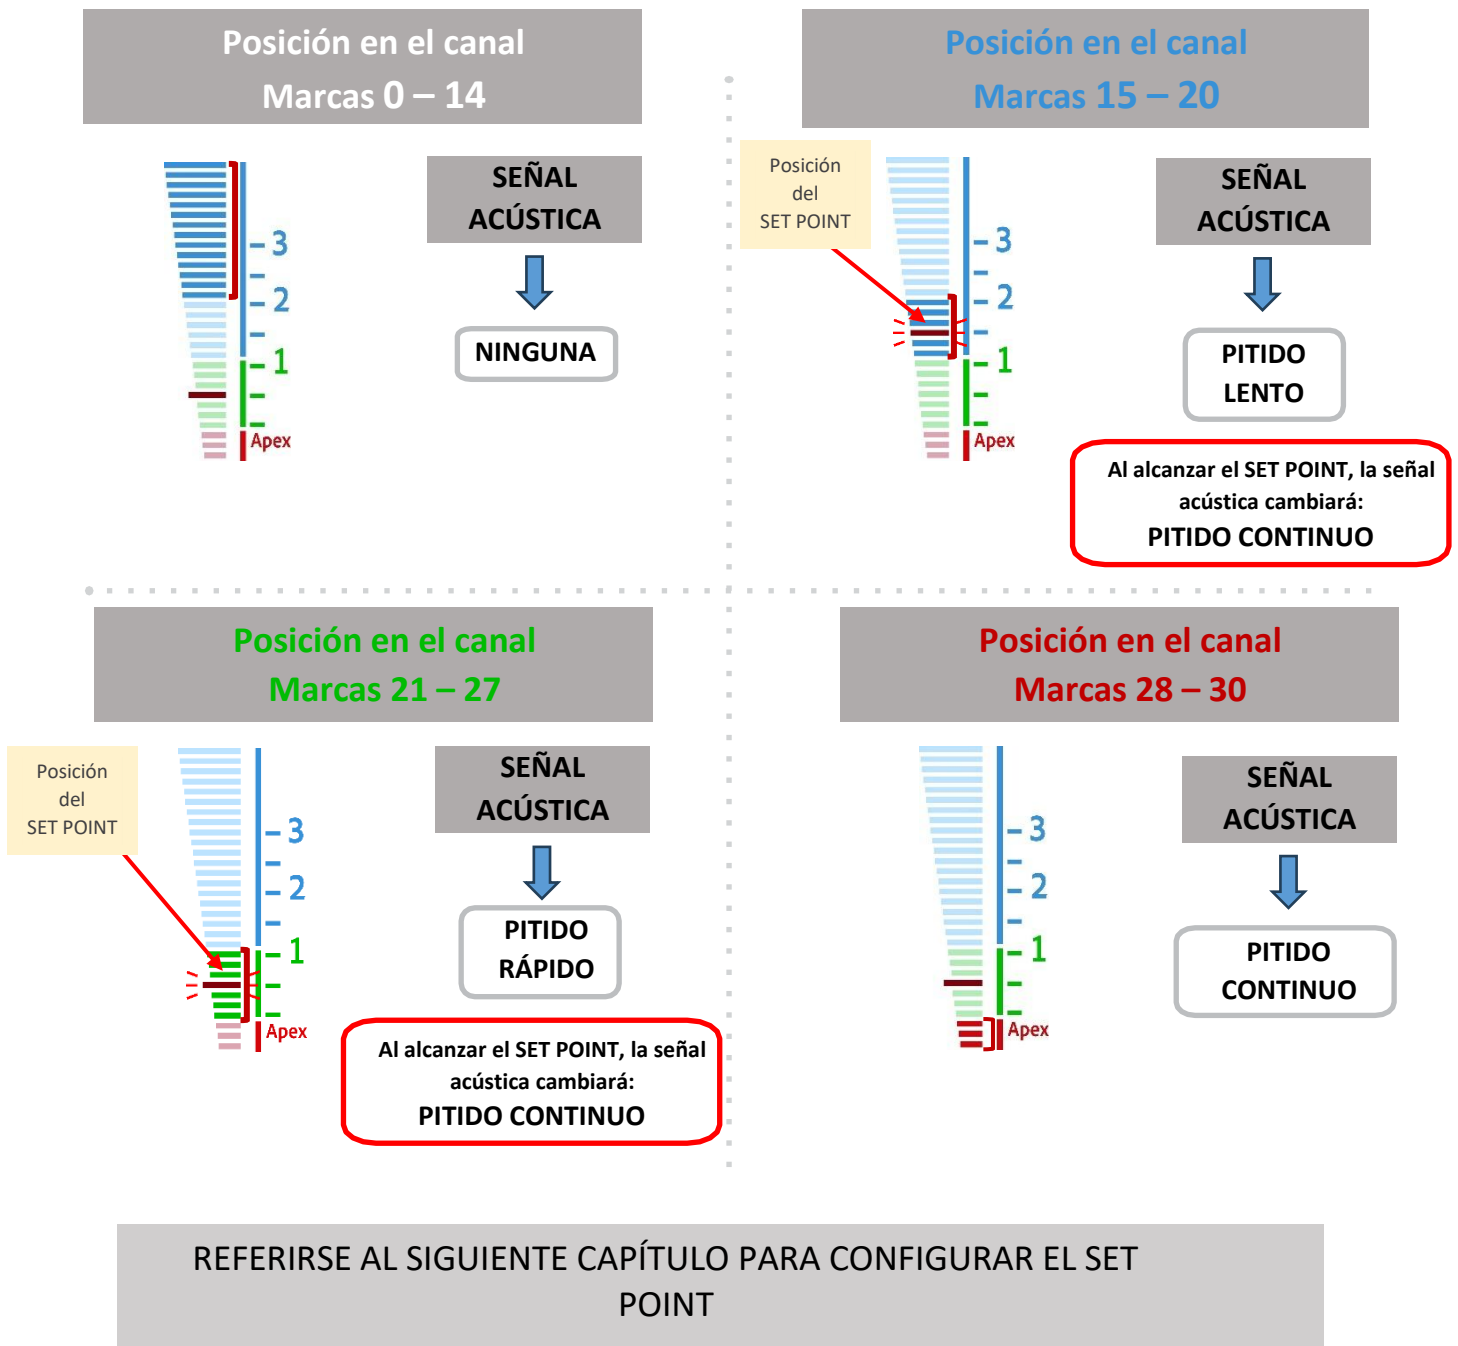 Posición en el canal
Marcas 0 – 14
SEÑAL
ACÚSTICA
NINGUNA
3
2
1
Apex
Posición en el canal
Marcas 15 – 20
Posición
del
SET POINT
SEÑAL
ACÚSTICA
PITIDO
LENTO
3
2
1
Apex
Al alcanzar el SET POINT, la señal
acústica cambiará:
PITIDO CONTINUO
Posición en el canal
Marcas 21 – 27
Posición
del
SET POINT
SEÑAL
ACÚSTICA
PITIDO
RÁPIDO
3
2
1
Apex
Al alcanzar el SET POINT, la señal
acústica cambiará:
PITIDO CONTINUO
Posición en el canal
Marcas 28 – 30
SEÑAL
ACÚSTICA
PITIDO
CONTINUO
3
2
1
Apex
REFERIRSE AL SIGUIENTE CAPÍTULO PARA CONFIGURAR EL SET
POINT